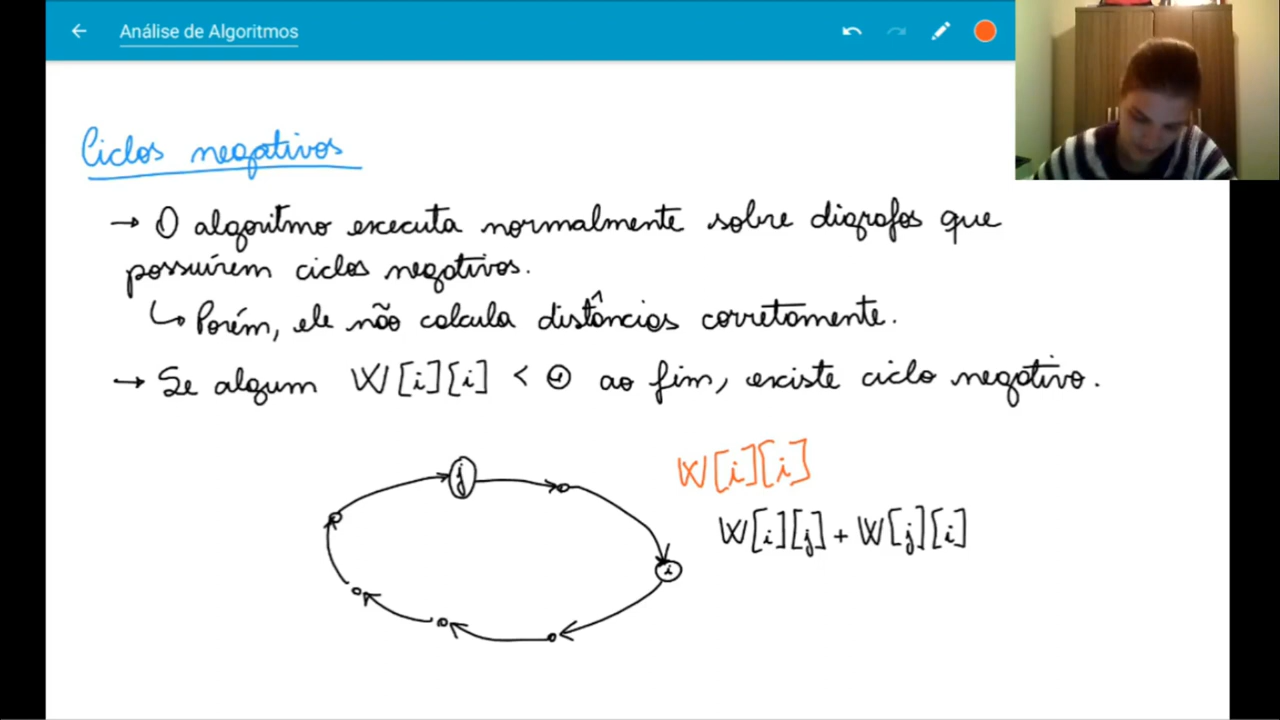 Análise de Algoritmos
Ciclos negativos
→ O algoritmo executa normalmente sobre digrafos que
possuírem ciclos negativos.
↳ Porém, ele não calcula distâncias corretamente.
→ Se algum W[i][i] < 0 ao fim, existe ciclo negativo.
j
W[i][i]
W[i][j] + W[j][i]
i